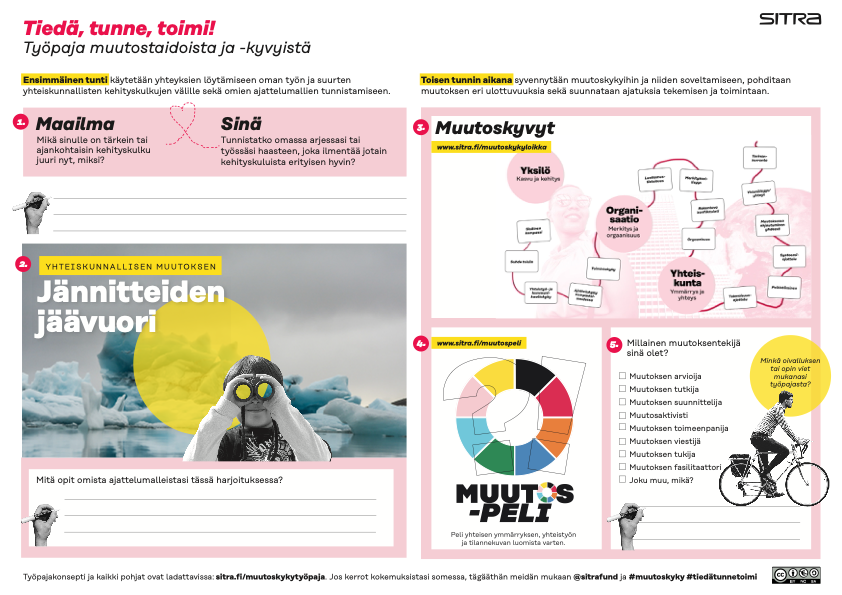 SITRA
Tiedä, tunne, toimi!
Työpaja muutostaidoista ja -kyvyistä
Ensimmäinen tunti käytetään yhteyksien löytämiseen oman työn ja suurten
yhteiskunnallisten kehityskulkujen välille sekä omien ajattelumallien tunnistamiseen.
Toisen tunnin aikana syvennytään muutoskykyihin ja niiden soveltamiseen, pohditaan
muutoksen eri ulottuvuuksia sekä suunnataan ajatuksia tekemisen ja toimintaan.
1.
Maailma
Mikä sinulle on tärkein tai
ajankohtaisin kehityskulku
juuri nyt, miksi?
Sinä
Tunnistatko omassa arjessasi tai
työssäsi haasteen, joka ilmentää jotain
kehityskuluista erityisen hyvin?
2.
YHTEISKUNNALLISEN MUUTOKSEN
Jännitteiden
jäävuori
Mitä opit omista ajattelumalleistasi tässä harjoituksessa?
3.
Muutoskyvyt
www.sitra.fi/muutoskykyloikka
Yksilö
Kasvu ja kehitys
Organi-
saatio
Merkitys ja
orgaanisuus
Yhteis-
kunta
Ymmärrys ja
yhteys
4.
www.sitra.fi/muutospeli
MUUTOS
-PELI
Peli yhteisen ymmärryksen, yhteistyön
ja tilannekuvan luomista varten.
5.
Millainen muutoksentekijä
sinä olet?
Muutoksen arvioija
Muutoksen tutkija
Muutoksen suunnittelija
Muutosaktivisti
Muutoksen toimeenpanija
Muutoksen viestijä
Muutoksen tukija
Muutoksen fasilitaattori
Joku muu, mikä?
Minkä oivalluksen
tai opin viet
mukanasi
työpajasta?
Työpajakonsepti ja kaikki pohjat ovat ladattavissa: sitra.fi/muutoskykytyöpaja. Jos kerrot kokemuksistasi somessa, tägääthän meidän mukaan @sitrafund ja #muutoskyky #tiedätunnetoimi
CC BY NC SA